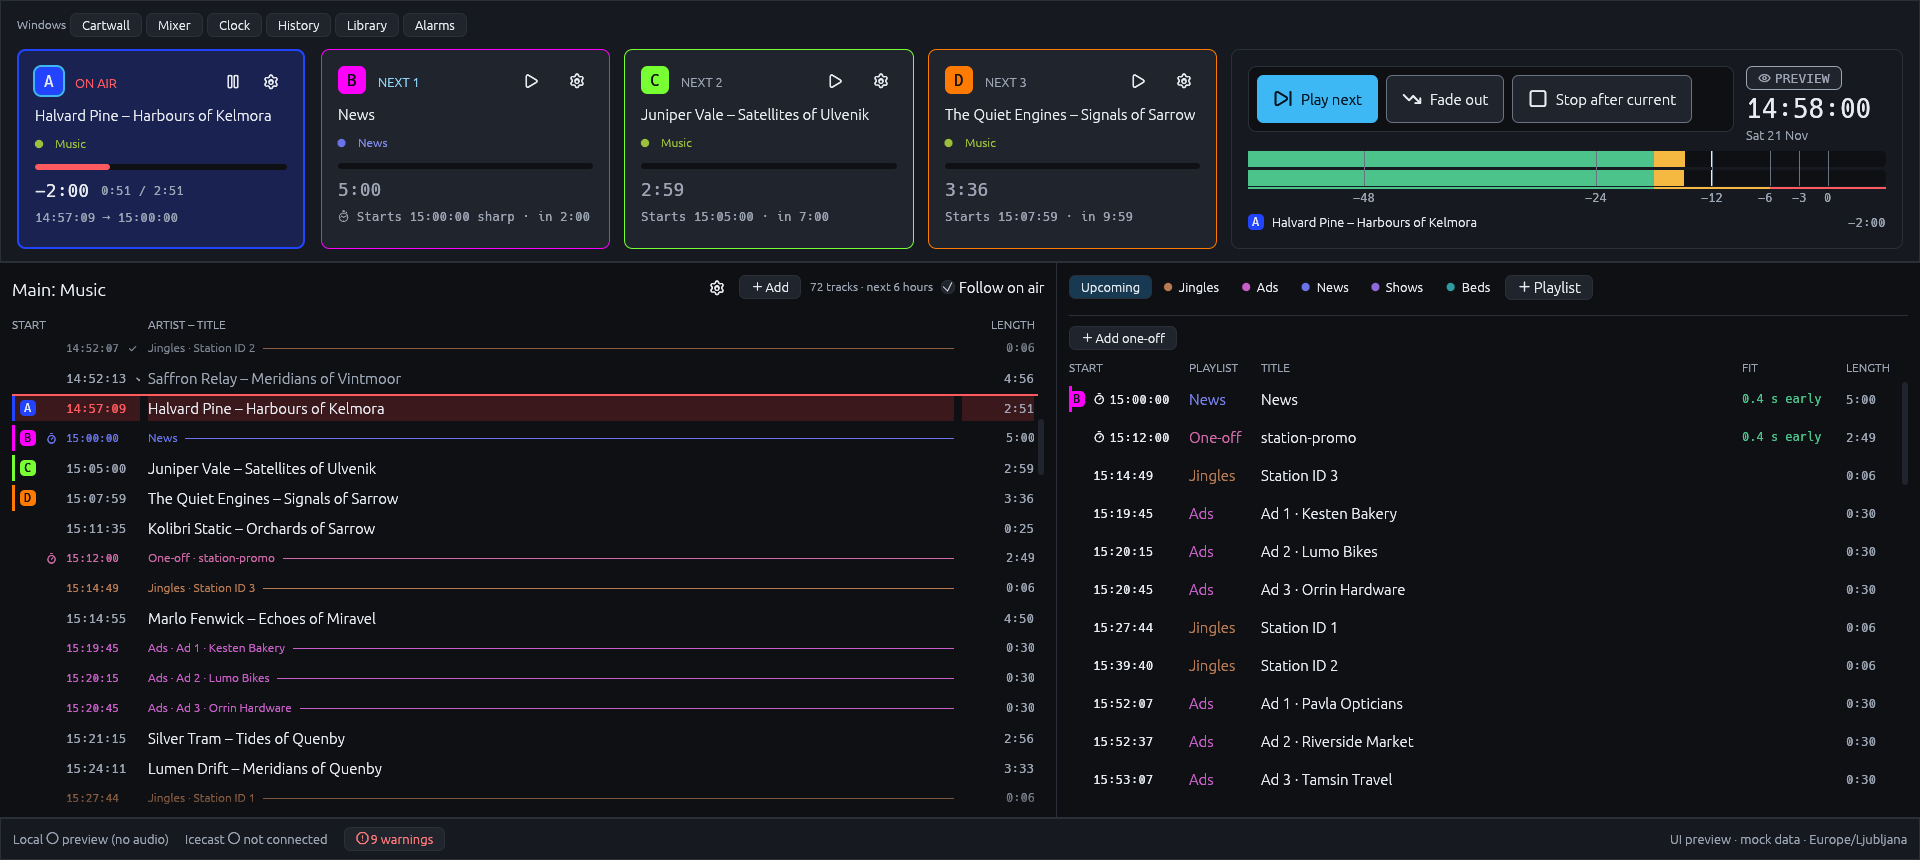 Windows Cartwall Mixer Clock History Library Alarms
A ON AIR
Halvard Pine – Harbours of Kelmora
Music
−2:00 0:51 / 2:51
14:57:09 → 15:00:00
B NEXT 1
News
News
5:00
Starts 15:00:00 sharp · in 2:00
C NEXT 2
Juniper Vale – Satellites of Ulvenik
Music
2:59
Starts 15:05:00 · in 7:00
D NEXT 3
The Quiet Engines – Signals of Sarrow
Music
3:36
Starts 15:07:59 · in 9:59
Play next Fade out Stop after current
PREVIEW
14:58:00
Sat 21 Nov
−48 −24 −12 −6 −3 0
A Halvard Pine – Harbours of Kelmora −2:00
Main: Music + Add 72 tracks · next 6 hours Follow on air
START ARTIST – TITLE LENGTH
14:52:07 Jingles · Station ID 2 0:06
14:52:13 Saffron Relay – Meridians of Vintmoor 4:56
A 14:57:09 Halvard Pine – Harbours of Kelmora 2:51
B 15:00:00 News 5:00
C 15:05:00 Juniper Vale – Satellites of Ulvenik 2:59
D 15:07:59 The Quiet Engines – Signals of Sarrow 3:36
15:11:35 Kolibri Static – Orchards of Sarrow 0:25
15:12:00 One-off · station-promo 2:49
15:14:49 Jingles · Station ID 3 0:06
15:14:55 Marlo Fenwick – Echoes of Miravel 4:50
15:19:45 Ads · Ad 1 · Kesten Bakery 0:30
15:20:15 Ads · Ad 2 · Lumo Bikes 0:30
15:20:45 Ads · Ad 3 · Orrin Hardware 0:30
15:21:15 Silver Tram – Tides of Quenby 2:56
15:24:11 Lumen Drift – Meridians of Quenby 3:33
15:27:44 Jingles · Station ID 1 0:06
Upcoming Jingles Ads News Shows Beds + Playlist
+ Add one-off
START PLAYLIST TITLE FIT LENGTH
B 15:00:00 News News 0.4 s early 5:00
15:12:00 One-off station-promo 0.4 s early 2:49
15:14:49 Jingles Station ID 3 0:06
15:19:45 Ads Ad 1 · Kesten Bakery 0:30
15:20:15 Ads Ad 2 · Lumo Bikes 0:30
15:20:45 Ads Ad 3 · Orrin Hardware 0:30
15:27:44 Jingles Station ID 1 0:06
15:39:40 Jingles Station ID 2 0:06
15:52:07 Ads Ad 1 · Pavla Opticians 0:30
15:52:37 Ads Ad 2 · Riverside Market 0:30
15:53:07 Ads Ad 3 · Tamsin Travel 0:30
Local preview (no audio) Icecast not connected 9 warnings UI preview · mock data · Europe/Ljubljana